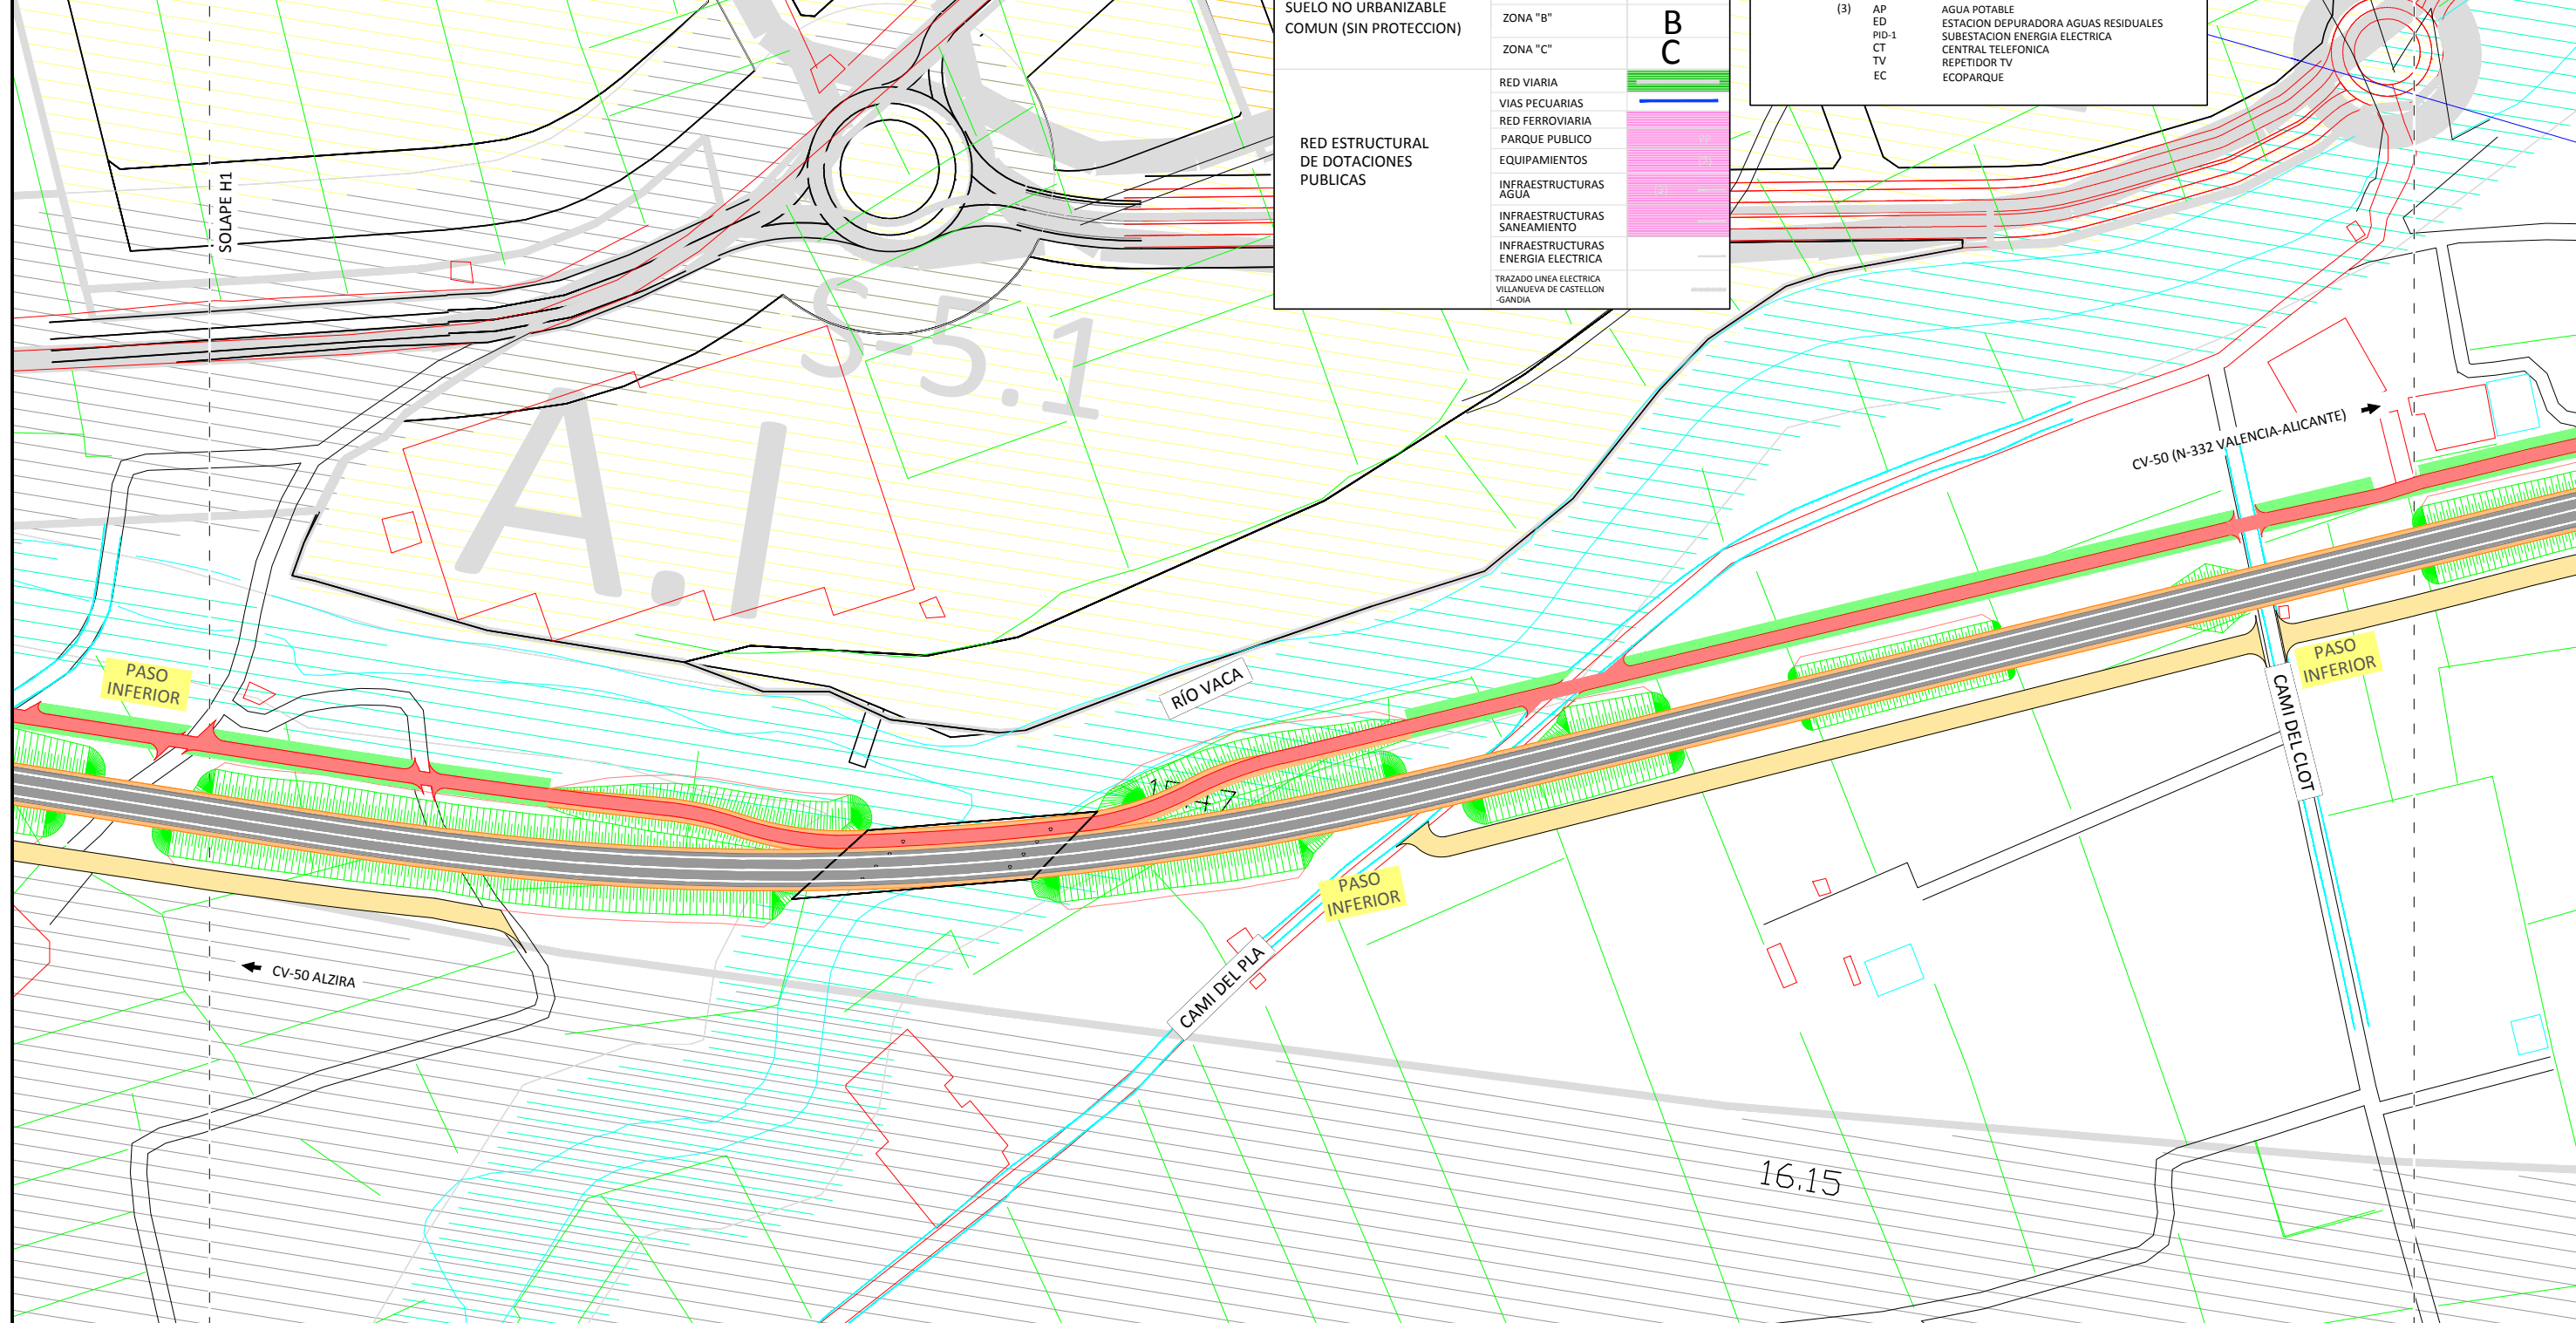 SUELO NO URBANIZABLE
COMUN (SIN PROTECCION)
ZONA "B"
B
ZONA "C"
C
RED ESTRUCTURAL
DE DOTACIONES
PUBLICAS
RED VIARIA
VIAS PECUARIAS
RED FERROVIARIA
PARQUE PUBLICO
EQUIPAMIENTOS
INFRAESTRUCTURAS
AGUA
INFRAESTRUCTURAS
SANEAMIENTO
INFRAESTRUCTURAS
ENERGIA ELECTRICA
TRAZADO LINEA ELECTRICA
VILLANUEVA DE CASTELLON
-GANDIA
(3) AP AGUA POTABLE
ED ESTACION DEPURADORA AGUAS RESIDUALES
PID-1 SUBESTACION ENERGIA ELECTRICA
CT CENTRAL TELEFONICA
TV REPETIDOR TV
EC ECOPARQUE
SOLAPE H1
S-5.1
A.I
CV-50 (N-332 VALENCIA-ALICANTE)
PASO
INFERIOR
RÍO VACA
PASO
INFERIOR
CAMI DEL CLOT
PASO
INFERIOR
CV-50 ALZIRA
CAMI DEL PLA
16.15